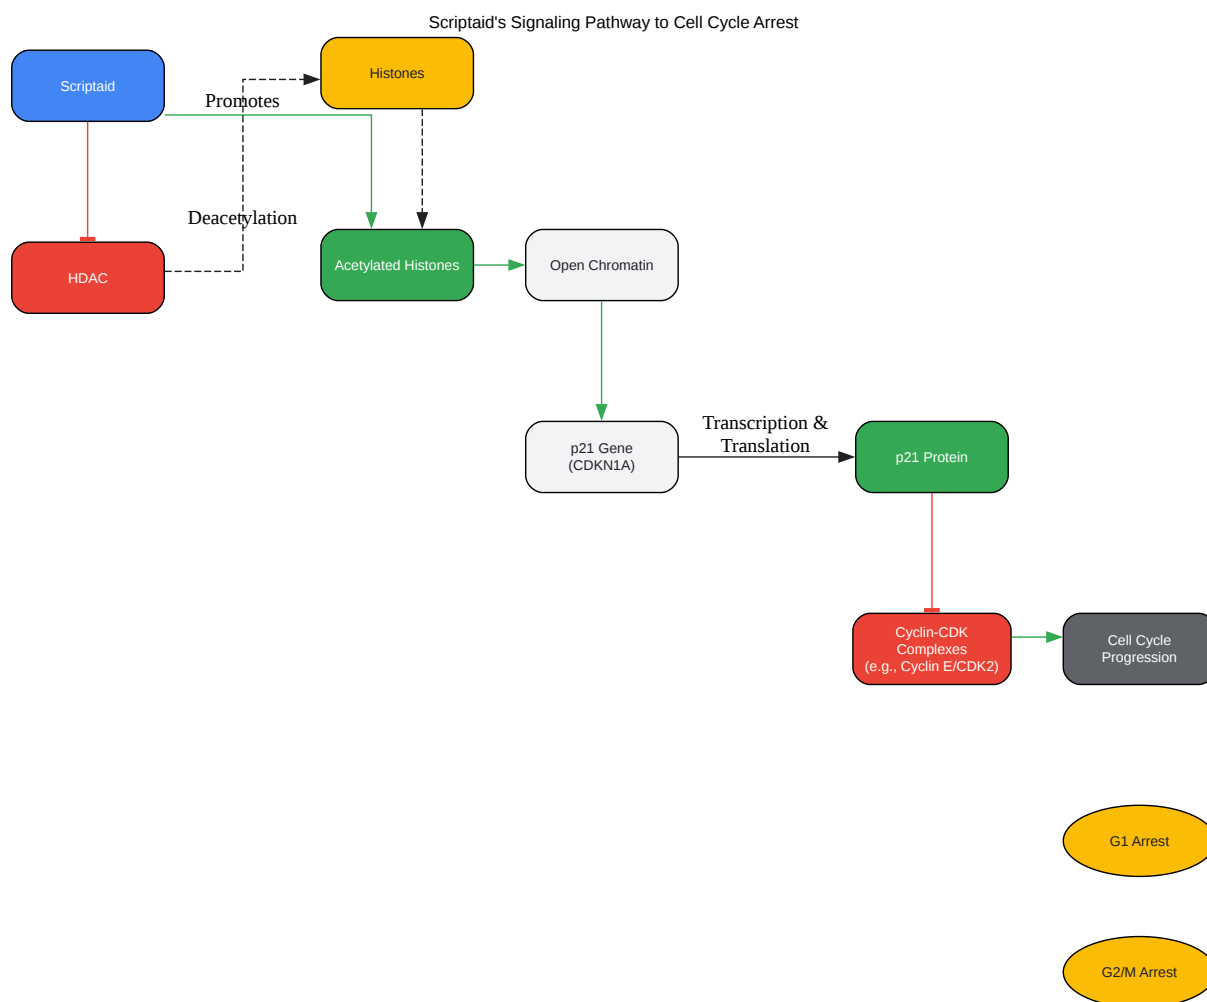 Scriptaid's Signaling Pathway to Cell Cycle Arrest
Scriptaid
Histones
Promotes
Deacetylation
HDAC
Acetylated Histones
Open Chromatin
p21 Gene
(CDKN1A)
Transcription &
Translation
p21 Protein
Cyclin-CDK
Complexes
(e.g., Cyclin E/CDK2)
Cell Cycle
Progression
G1 Arrest
G2/M Arrest